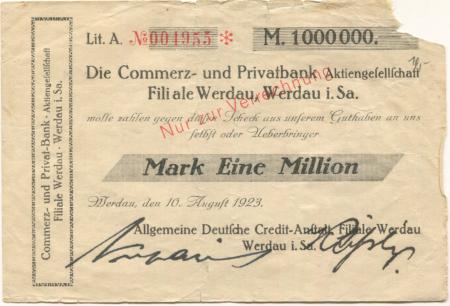 Lit. A. № 004955 * M. 1000000.
Die Commerz- und Privatbank Aktiengesellschaft
Filiale Werdau, Werdau i. Sa.
wolle zahlen gegen diesen Scheck aus unserem Guthaben an uns
selbst oder Ueberbringer
Nur zur Verrechnung
Mark Eine Million
Werdau, den 10. August 1923.
Allgemeine Deutsche Credit-Anstalt, Filiale Werdau
Werdau i. Sa.
Commerz- und Privat-Bank - Aktiengesellschaft
Filiale Werdau - Werdau i. Sa.